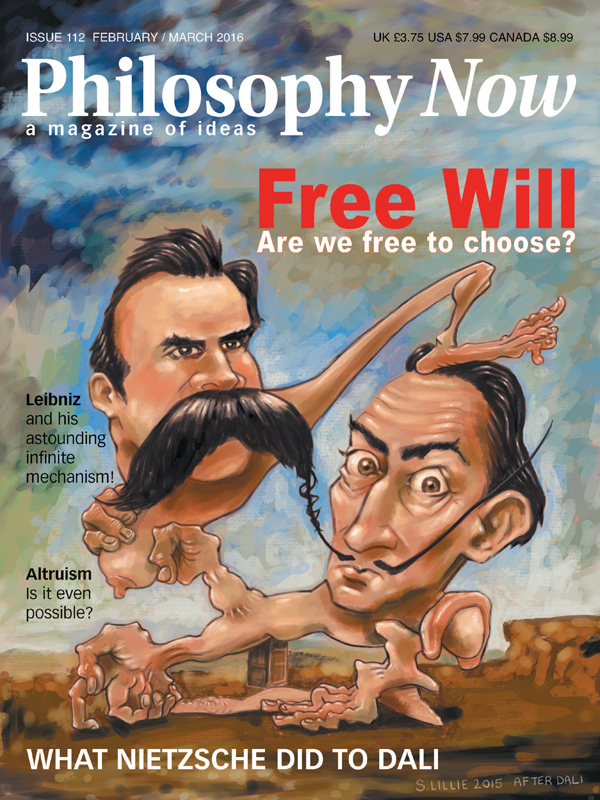 ISSUE 112 FEBRUARY / MARCH 2016
UK £3.75 USA $7.99 CANADA $8.99
Philosophy Now
a magazine of ideas
Free Will
Are we free to choose?
Leibniz
and his
astounding
infinite
mechanism!
Altruism
Is it even
possible?
WHAT NIETZSCHE DID TO DALI
S. LILLIE 2015 AFTER DALI